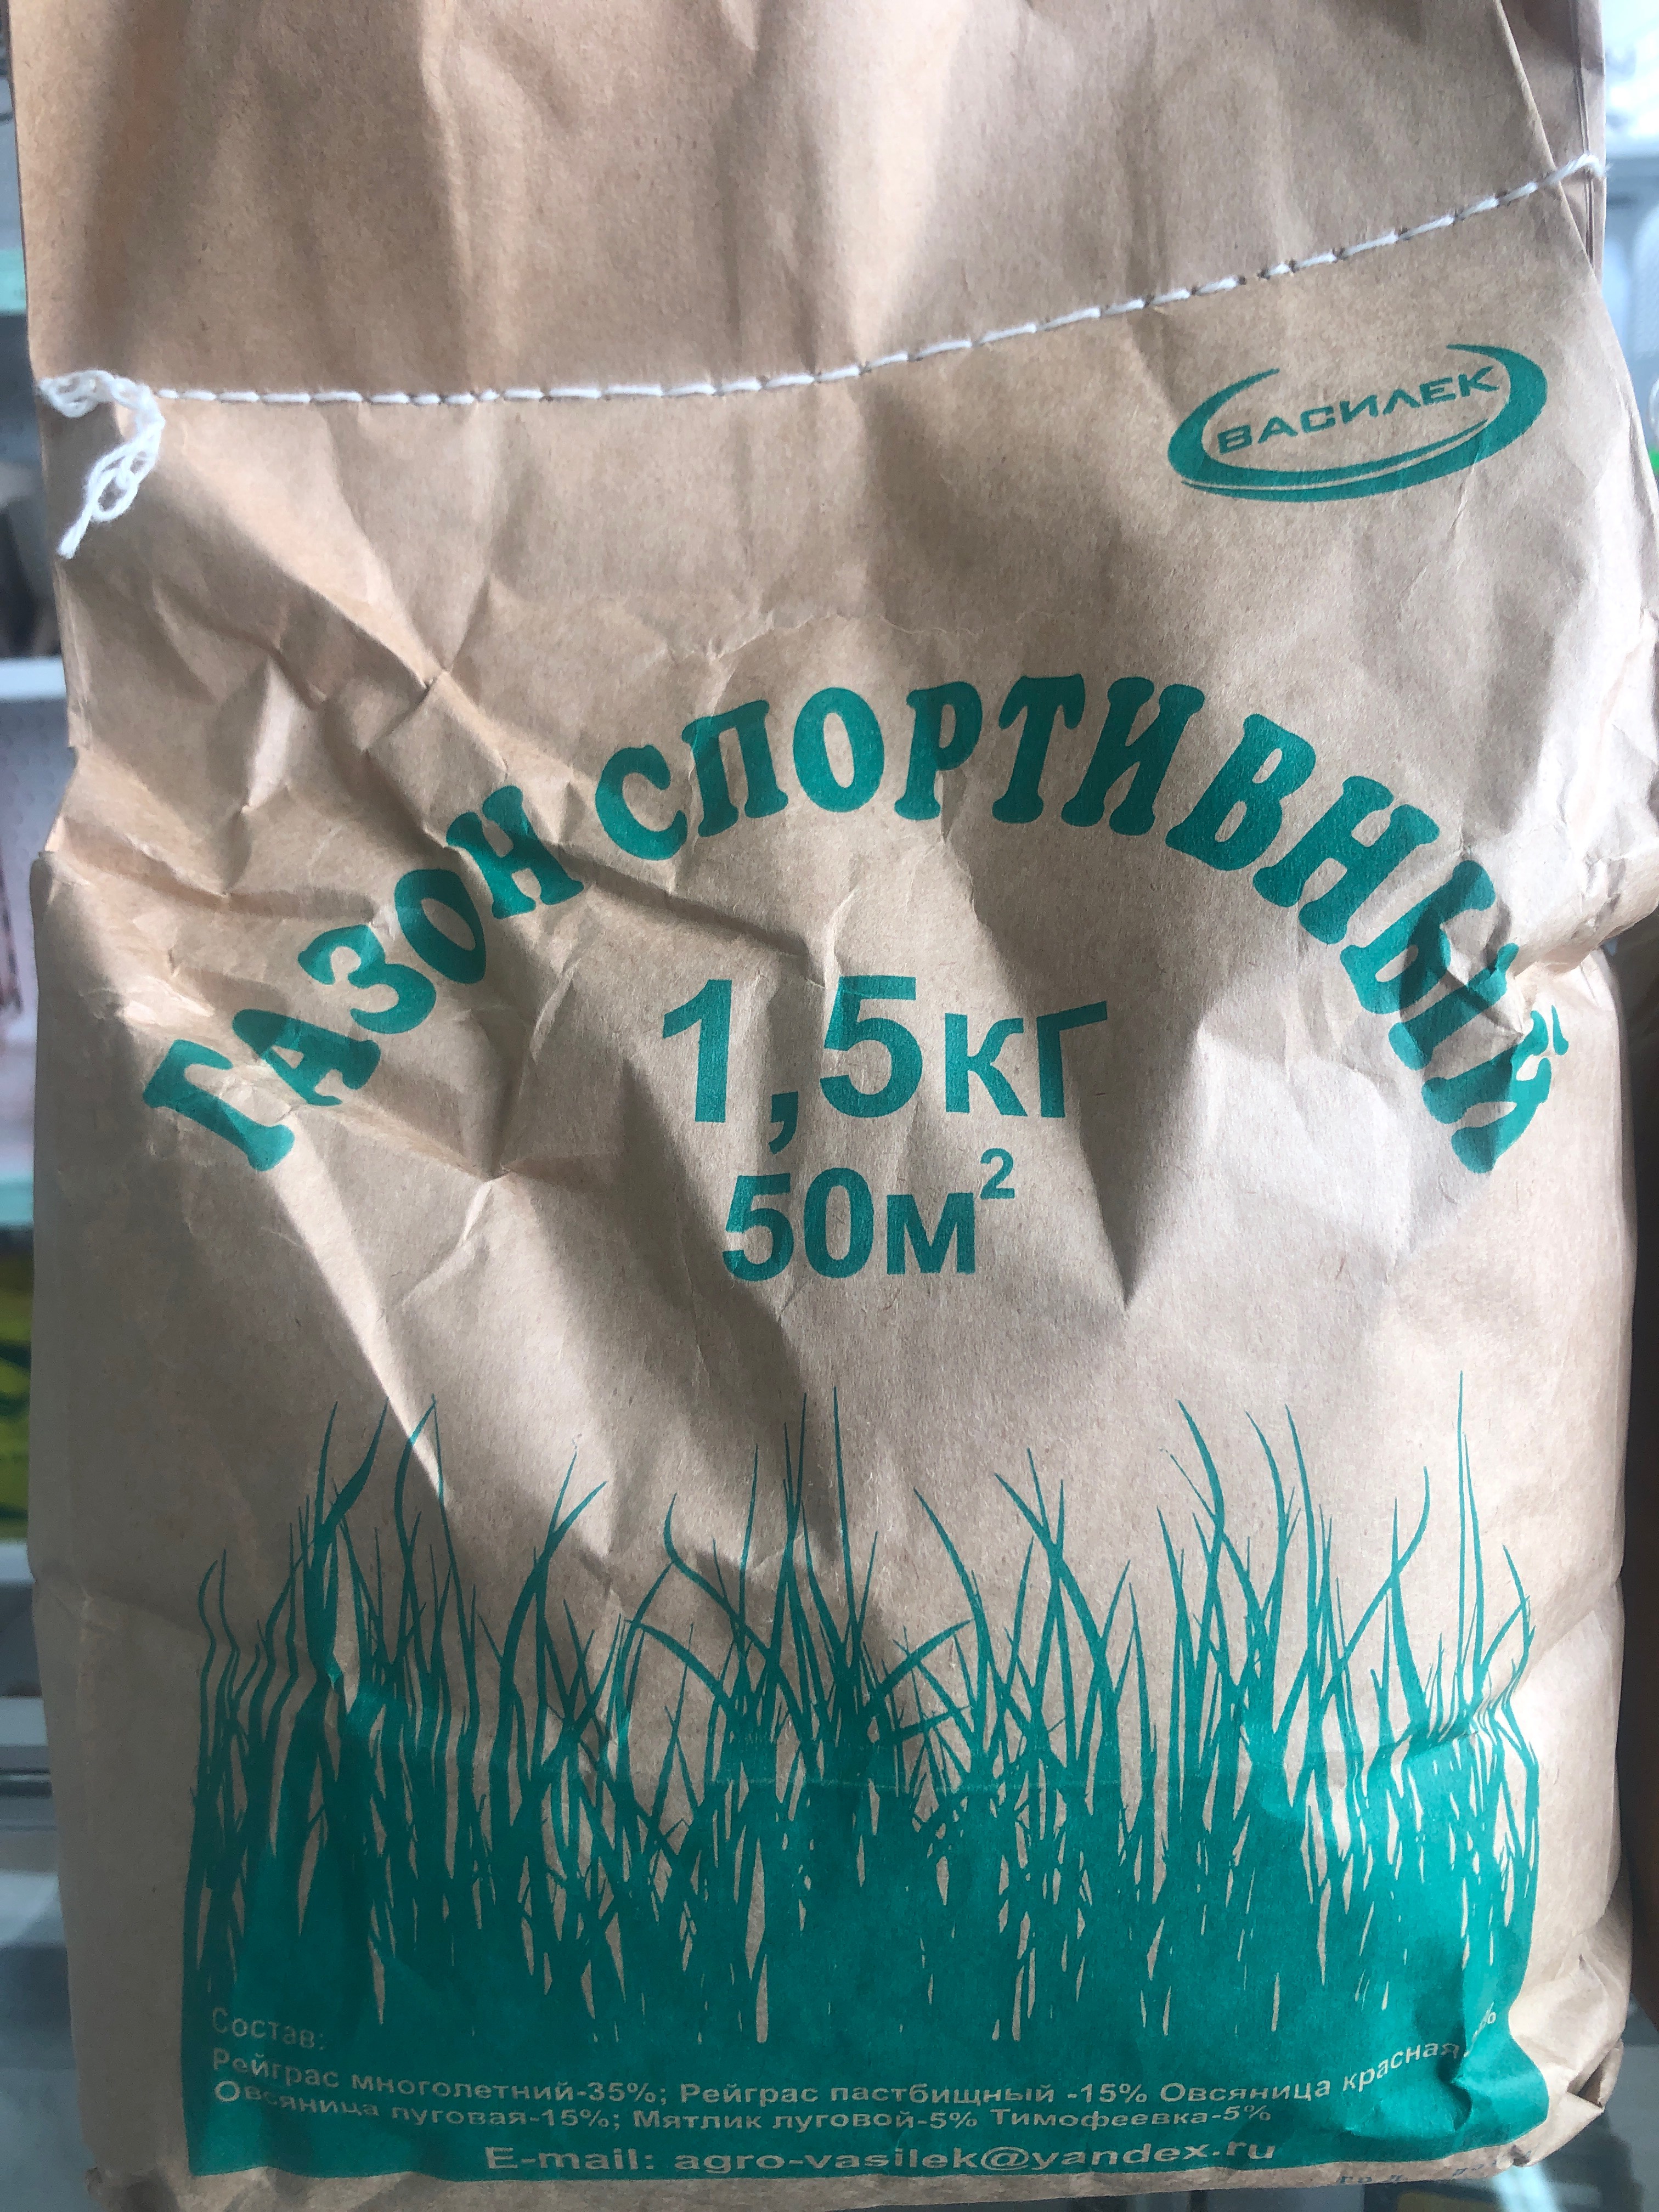 ВАСИЛЕК
ГАЗОН СПОРТИВНЫЙ
1,5кг
50м²
Состав:
Рейграс многолетний-35%; Рейграс пастбищный -15% Овсяница красная
Овсяница луговая-15%; Мятлик луговой-5% Тимофеевка-5%
E-mail: agro-vasilek@yandex.ru